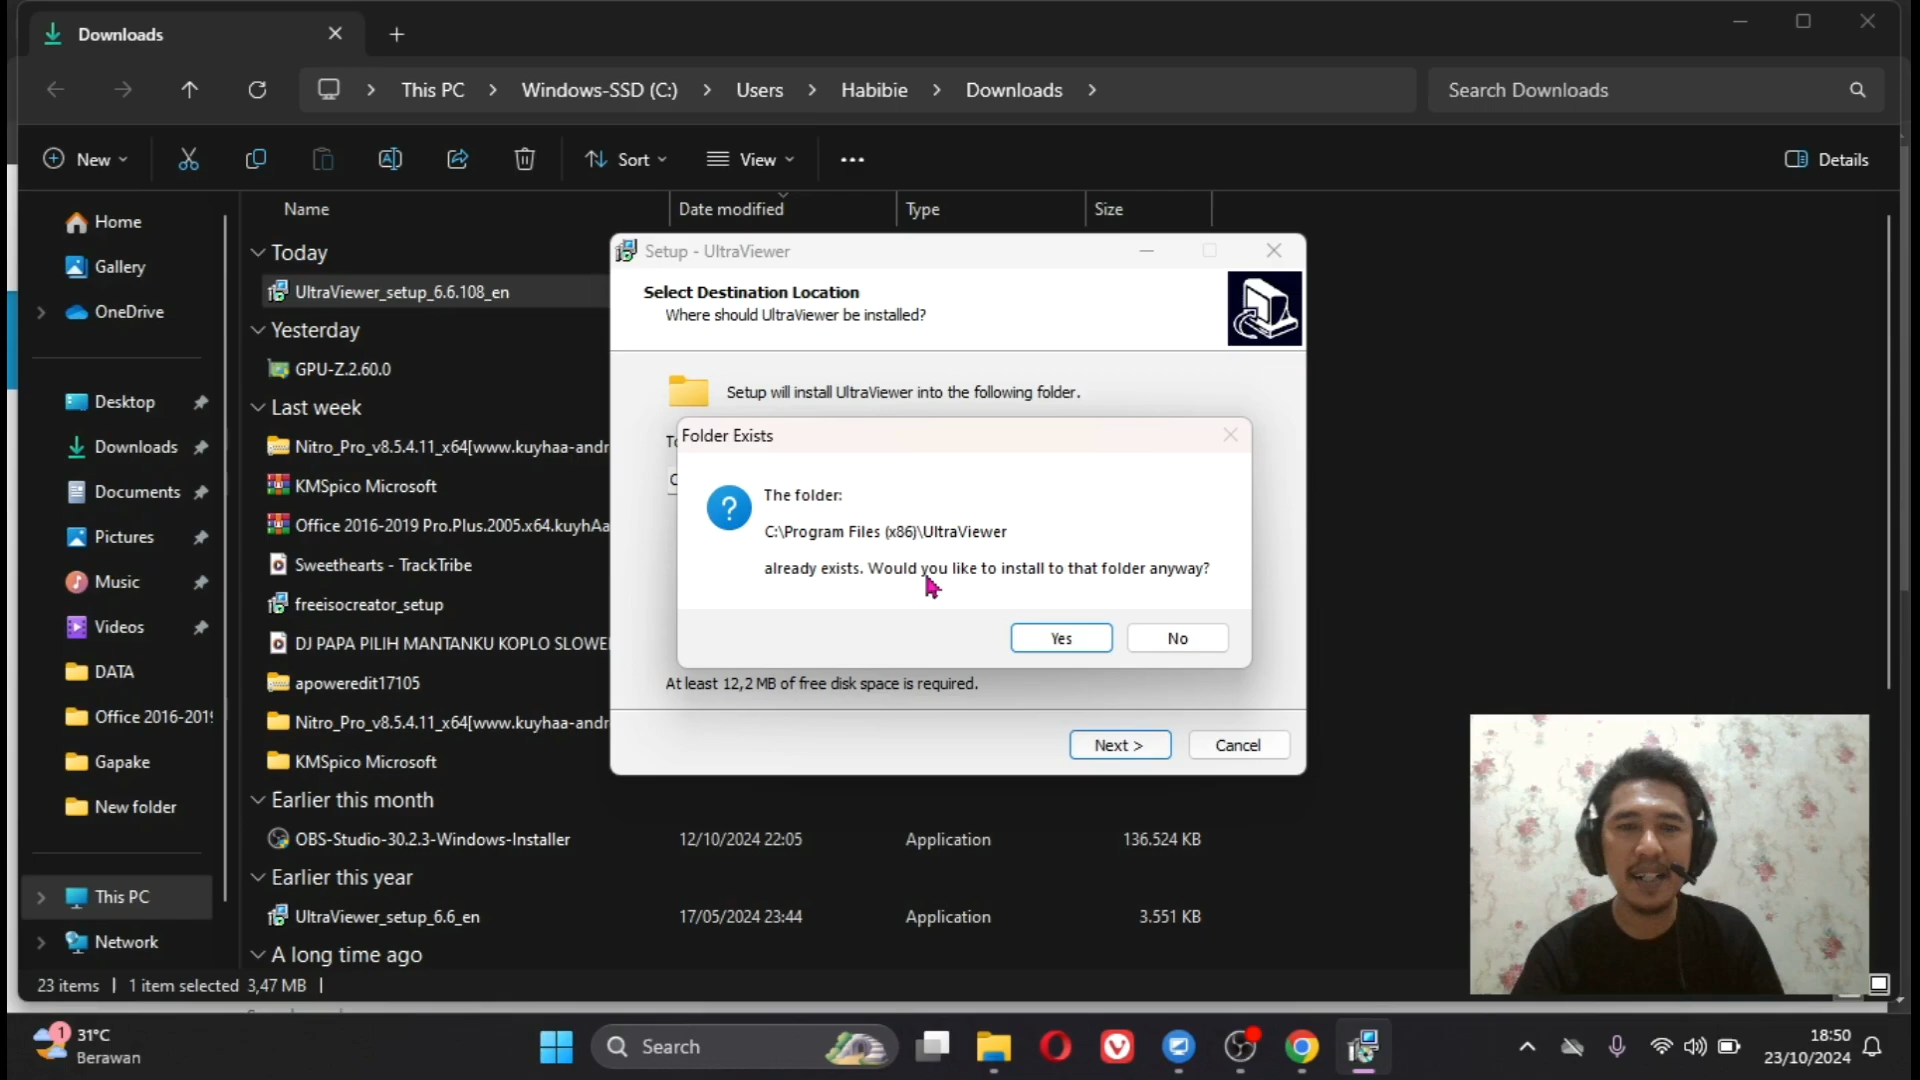 Downloads
This PC
Windows-SSD (C:)
Users
Habibie
Downloads
Search Downloads
New
Sort
View
Details
Name
Date modified
Type
Size
Home
Gallery
OneDrive
Desktop
Downloads
Documents
Pictures
Music
Videos
DATA
Office 2016-2019
Gapake
New folder
This PC
Network
Today
UltraViewer_setup_6.6.108_en
Yesterday
GPU-Z.2.60.0
Last week
Nitro_Pro_v8.5.4.11_x64[www.kuyhaa-andr
KMSpico Microsoft
Office 2016-2019 Pro.Plus.2005.x64.kuyhAa
Sweethearts - TrackTribe
freeisocreator_setup
DJ PAPA PILIH MANTANKU KOPLO SLOWE
apoweredit17105
Nitro_Pro_v8.5.4.11_x64[www.kuyhaa-andr
KMSpico Microsoft
Earlier this month
OBS-Studio-30.2.3-Windows-Installer 12/10/2024 22:05 Application 136.524 KB
Earlier this year
UltraViewer_setup_6.6_en 17/05/2024 23:44 Application 3.551 KB
A long time ago
Setup - UltraViewer
Select Destination Location
Where should UltraViewer be installed?
Setup will install UltraViewer into the following folder.
Folder Exists
The folder:
C:\Program Files (x86)\UltraViewer
already exists. Would you like to install to that folder anyway?
Yes
No
At least 12,2 MB of free disk space is required.
Next >
Cancel
23 items
1 item selected 3,47 MB
1
31°C
Berawan
Search
18:50
23/10/2024